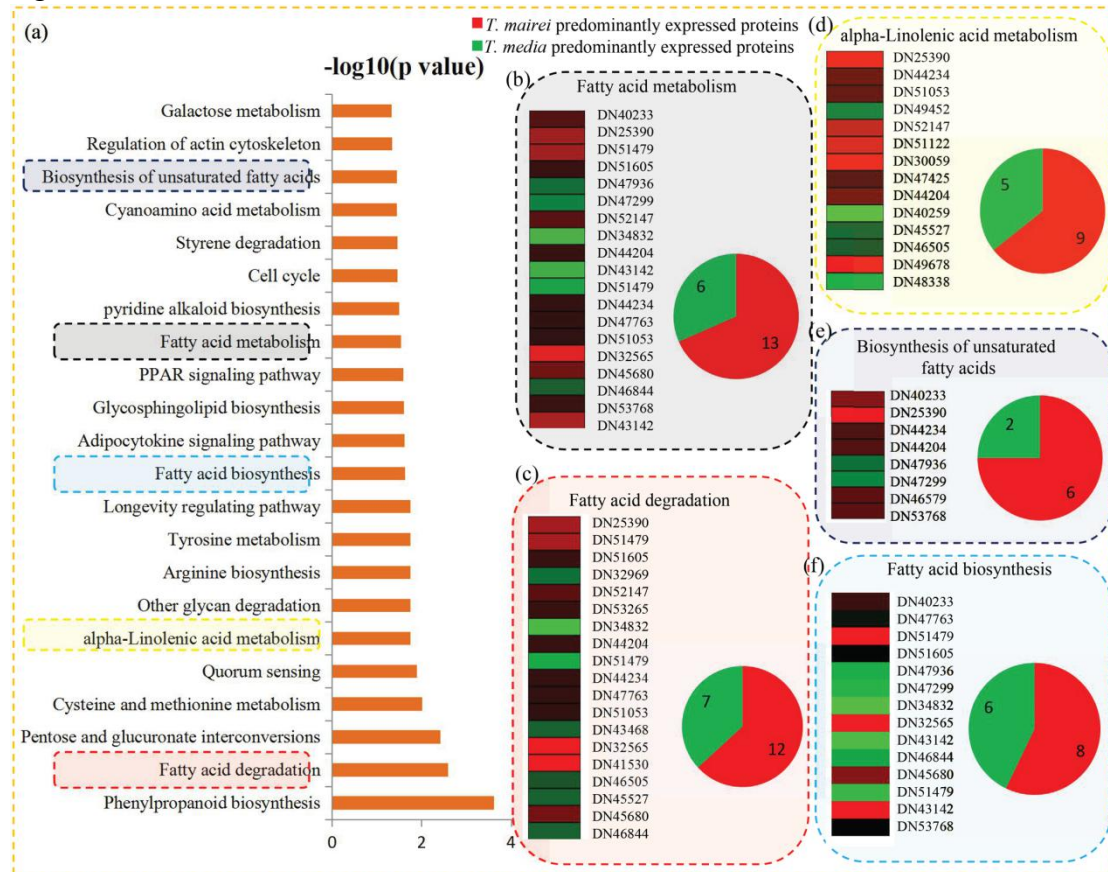 (a)
-log10(p value)
Galactose metabolism
Regulation of actin cytoskeleton
Biosynthesis of unsaturated fatty acids
Cyanoamino acid metabolism
Styrene degradation
Cell cycle
pyridine alkaloid biosynthesis
Fatty acid metabolism
PPAR signaling pathway
Glycosphingolipid biosynthesis
Adipocytokine signaling pathway
Fatty acid biosynthesis
Longevity regulating pathway
Tyrosine metabolism
Arginine biosynthesis
Other glycan degradation
alpha-Linolenic acid metabolism
Quorum sensing
Cysteine and methionine metabolism
Pentose and glucuronate interconversions
Fatty acid degradation
Phenylpropanoid biosynthesis
0 2 4
T. mairei predominantly expressed proteins
T. media predominantly expressed proteins
(b)
Fatty acid metabolism
DN40233
DN25390
DN51479
DN51605
DN47936
DN47299
DN52147
DN34832
DN44204
DN43142
DN51479
DN44234
DN47763
DN51053
DN32565
DN45680
DN46844
DN53768
DN43142
6
13
(c)
Fatty acid degradation
DN25390
DN51479
DN51605
DN32969
DN52147
DN53265
DN34832
DN44204
DN51479
DN44234
DN47763
DN51053
DN43468
DN32565
DN41530
DN46505
DN45527
DN45680
DN46844
7
12
(d)
alpha-Linolenic acid metabolism
DN25390
DN44234
DN51053
DN49452
DN52147
DN51122
DN30059
DN47425
DN44204
DN40259
DN45527
DN46505
DN49678
DN48338
5
9
(e)
Biosynthesis of unsaturated
fatty acids
DN40233
DN25390
DN44234
DN44204
DN47936
DN47299
DN46579
DN53768
2
6
(f)
Fatty acid biosynthesis
DN40233
DN47763
DN51479
DN51605
DN47936
DN47299
DN34832
DN32565
DN43142
DN46844
DN45680
DN51479
DN43142
DN53768
6
8